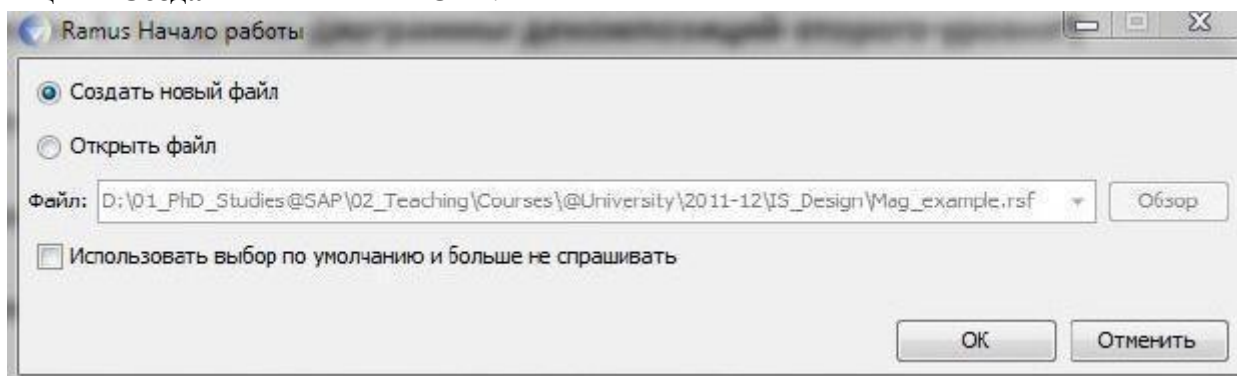 Ramus Начало работы
Создать новый файл
Открыть файл
Файл: D:\01_PhD_Studies@SAP\02_Teaching\Courses\@University\2011-12\IS_Design\Mag_example.rsf Обзор
Использовать выбор по умолчанию и больше не спрашивать
ОК Отменить